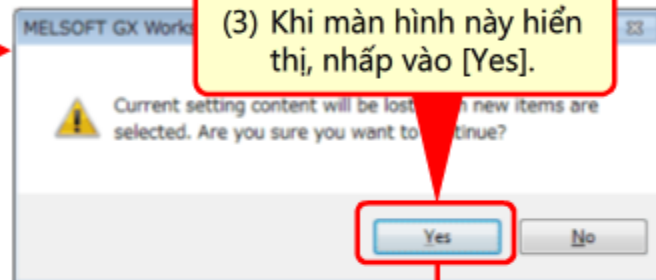 MELSOFT GX Works
(3) Khi màn hình này hiển
thị, nhấp vào [Yes].
Current setting content will be lost new items are
selected. Are you sure you want to
Yes
No